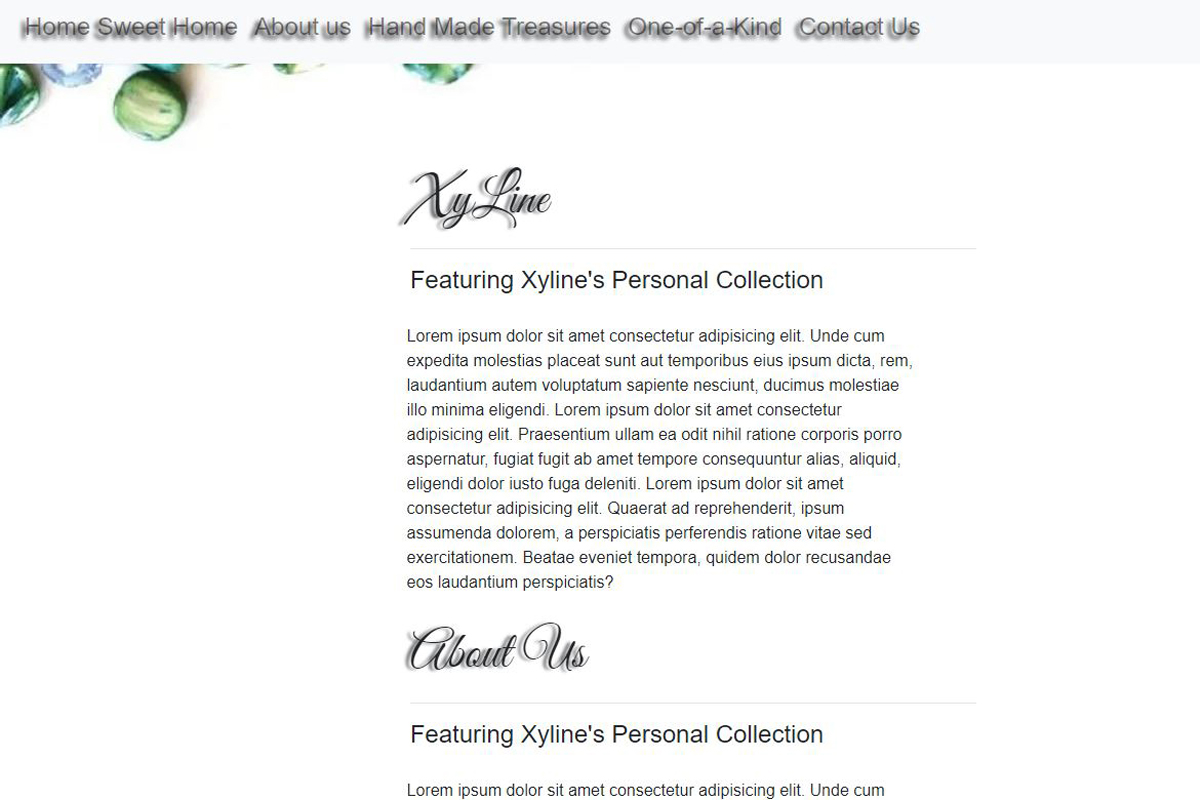 Home Sweet Home About us Hand Made Treasures One-of-a-Kind Contact Us
XyLine
Featuring Xyline's Personal Collection
Lorem ipsum dolor sit amet consectetur adipisicing elit. Unde cum
expedita molestias placeat sunt aut temporibus eius ipsum dicta, rem,
laudantium autem voluptatum sapiente nesciunt, ducimus molestiae
illo minima eligendi. Lorem ipsum dolor sit amet consectetur
adipisicing elit. Praesentium ullam ea odit nihil ratione corporis porro
aspernatur, fugiat fugit ab amet tempore consequuntur alias, aliquid,
eligendi dolor iusto fuga deleniti. Lorem ipsum dolor sit amet
consectetur adipisicing elit. Quaerat ad reprehenderit, ipsum
assumenda dolorem, a perspiciatis perferendis ratione vitae sed
exercitationem. Beatae eveniet tempora, quidem dolor recusandae
eos laudantium perspiciatis?
About Us
Featuring Xyline's Personal Collection
Lorem ipsum dolor sit amet consectetur adipisicing elit. Unde cum